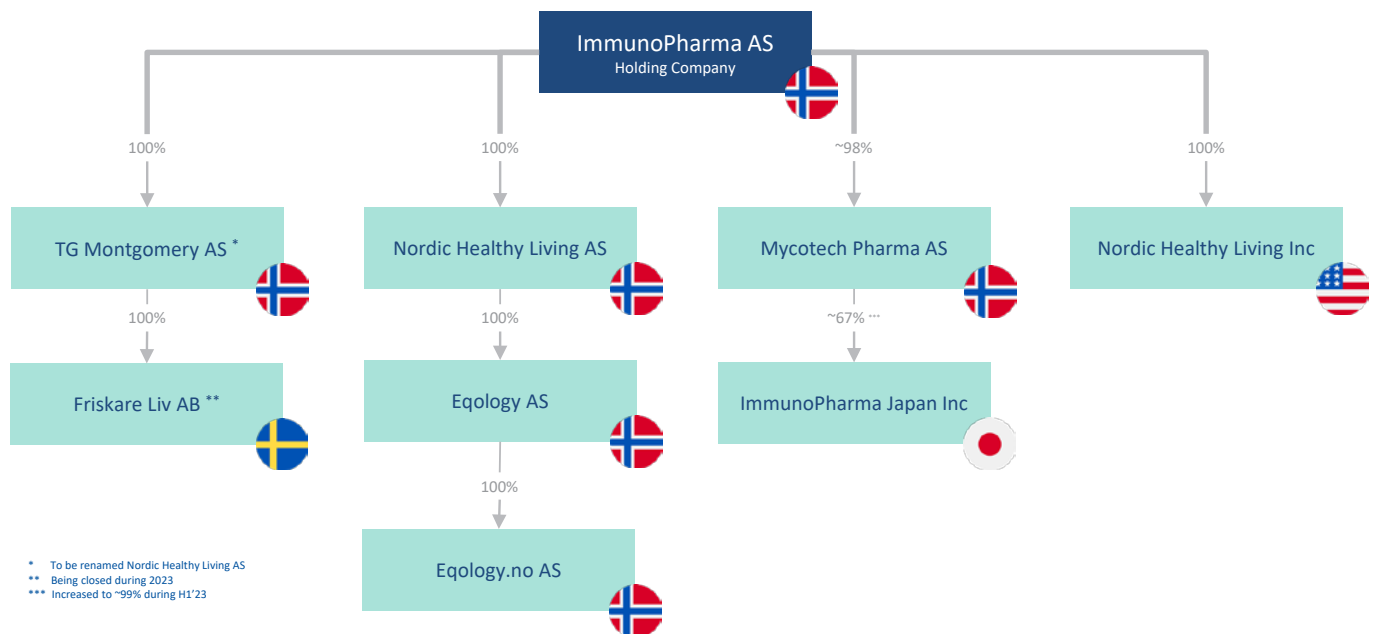 ImmunoPharma AS
Holding Company
100%
100%
~98%
100%
TG Montgomery AS *
Nordic Healthy Living AS
Mycotech Pharma AS
Nordic Healthy Living Inc
100%
100%
~67% ***
Friskare Liv AB **
Eqology AS
ImmunoPharma Japan Inc
100%
Eqology.no AS
* To be renamed Nordic Healthy Living AS
** Being closed during 2023
*** Increased to ~99% during H1'23